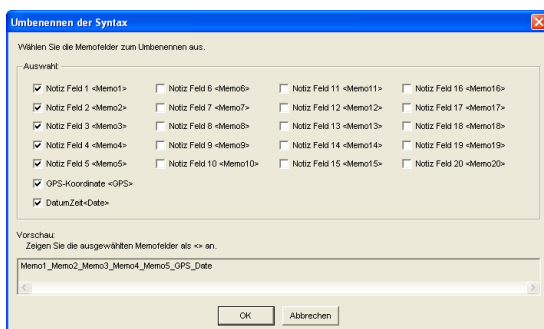 Umbenennen der Syntax
Wählen Sie die Memofelder zum Umbenennen aus.
Auswahl
Notiz Feld 1 <Memo1> Notiz Feld 6 <Memo6> Notiz Feld 11 <Memo11> Notiz Feld 16 <Memo16>
Notiz Feld 2 <Memo2> Notiz Feld 7 <Memo7> Notiz Feld 12 <Memo12> Notiz Feld 17 <Memo17>
Notiz Feld 3 <Memo3> Notiz Feld 8 <Memo8> Notiz Feld 13 <Memo13> Notiz Feld 18 <Memo18>
Notiz Feld 4 <Memo4> Notiz Feld 9 <Memo9> Notiz Feld 14 <Memo14> Notiz Feld 19 <Memo19>
Notiz Feld 5 <Memo5> Notiz Feld 10 <Memo10> Notiz Feld 15 <Memo15> Notiz Feld 20 <Memo20>
GPS-Koordinate <GPS>
DatumZeit<Date>
Vorschau:
Zeigen Sie die ausgewählten Memofelder als <> an.
Memo1_Memo2_Memo3_Memo4_Memo5_GPS_Date
OK Abbrechen